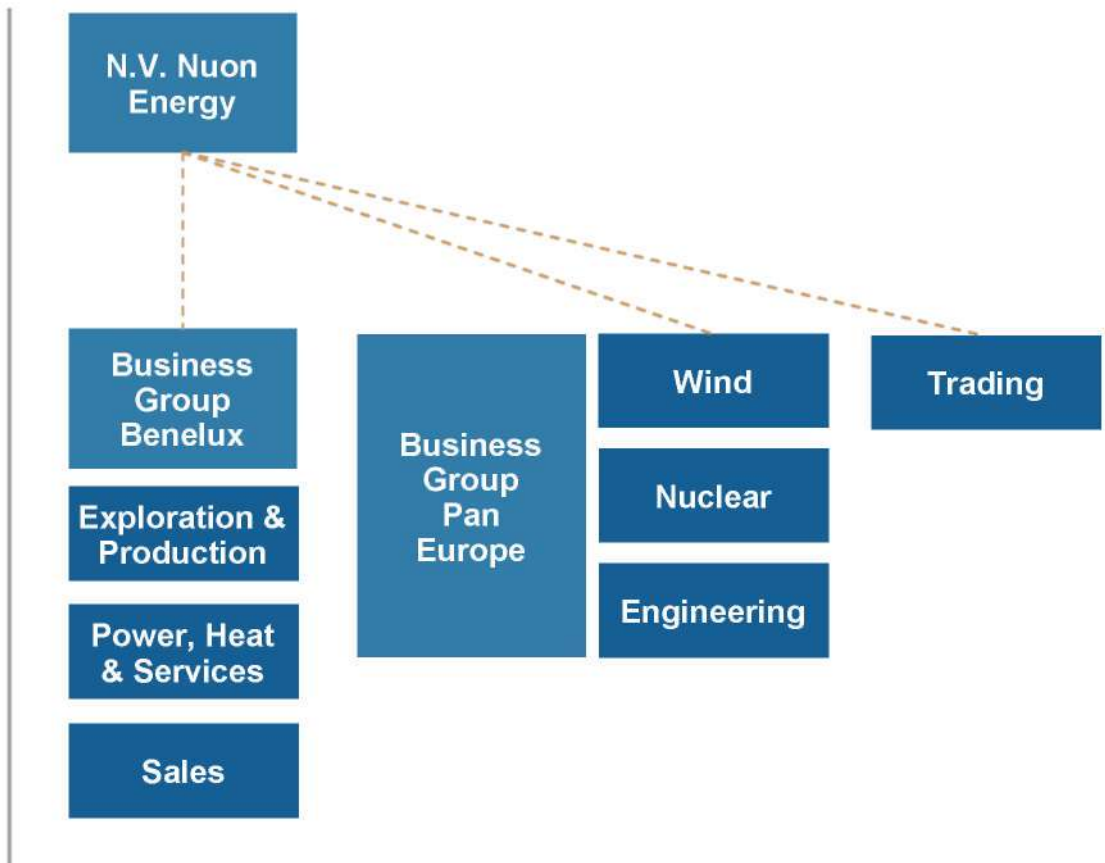 N.V. Nuon
Energy
Business
Group
Benelux
Exploration &
Production
Power, Heat
& Services
Sales
Business
Group
Pan
Europe
Wind
Nuclear
Engineering
Trading